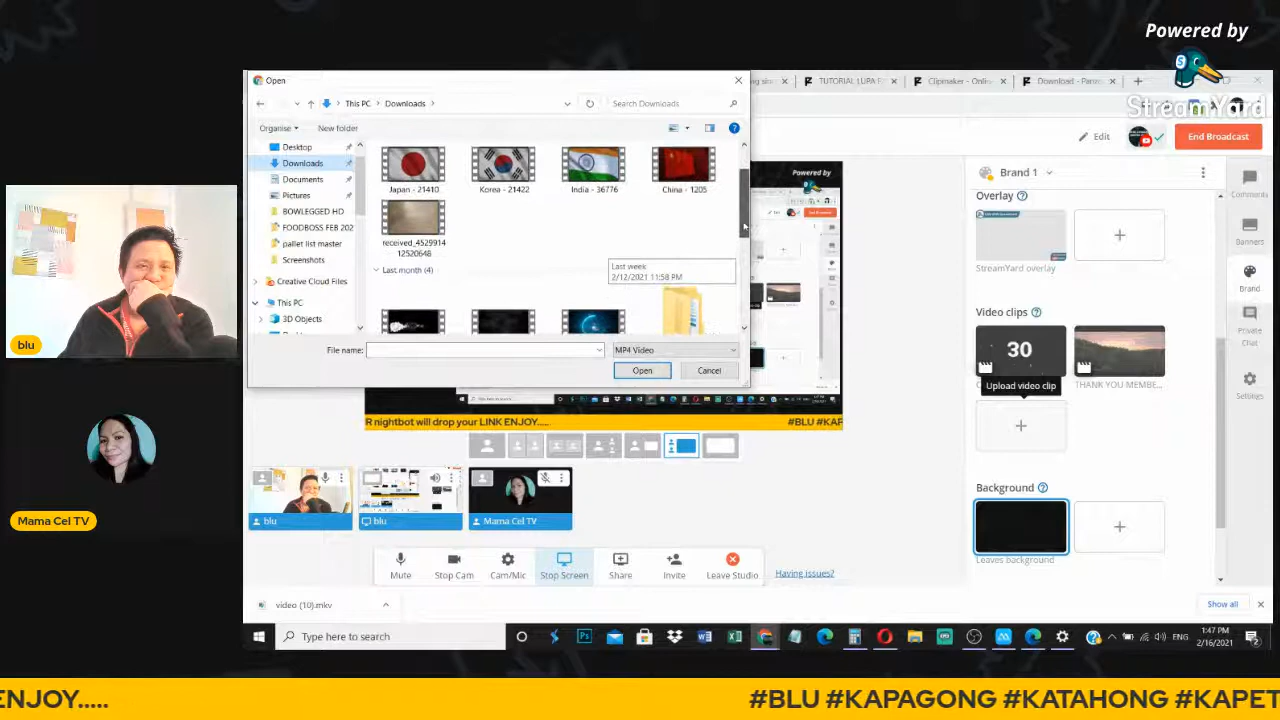 Powered by
StreamYard
Open
TUTORIAL LUPA
Clipmaker - Onli...
Download - Pa
This PC
Downloads
Search Downloads
Organise
New folder
Desktop
Downloads
Documents
Pictures
BOWLEGGED HD
FOODBOSS FEB 202
pallet list master
Screenshots
Creative Cloud Files
This PC
3D Objects
Japan - 21410
Korea - 21422
India - 36776
China - 1205
received_4529914
12520648
Last month (4)
Last week
2/12/2021 11:58 PM
File name:
MP4 Video
Open
Cancel
Powered by
Edit
End Broadcast
Brand 1
Overlay
StreamYard overlay
Video clips
30
Upload video clip
THANK YOU MEMBE...
Background
Leaves background
Comments
Banners
Brand
Private
Chat
Settings
R nightbot will drop your LINK ENJOY.....
#BLU #KAP
blu
blu
Mama Cel TV
Mute
Stop Cam
Cam/Mic
Stop Screen
Share
Invite
Leave Studio
Having issues?
video (10).mkv
Show all
Type here to search
ENG
1:47 PM
2/16/2021
blu
Mama Cel TV
ENJOY.....
#BLU #KAPAGONG #KATAHONG #KAPET